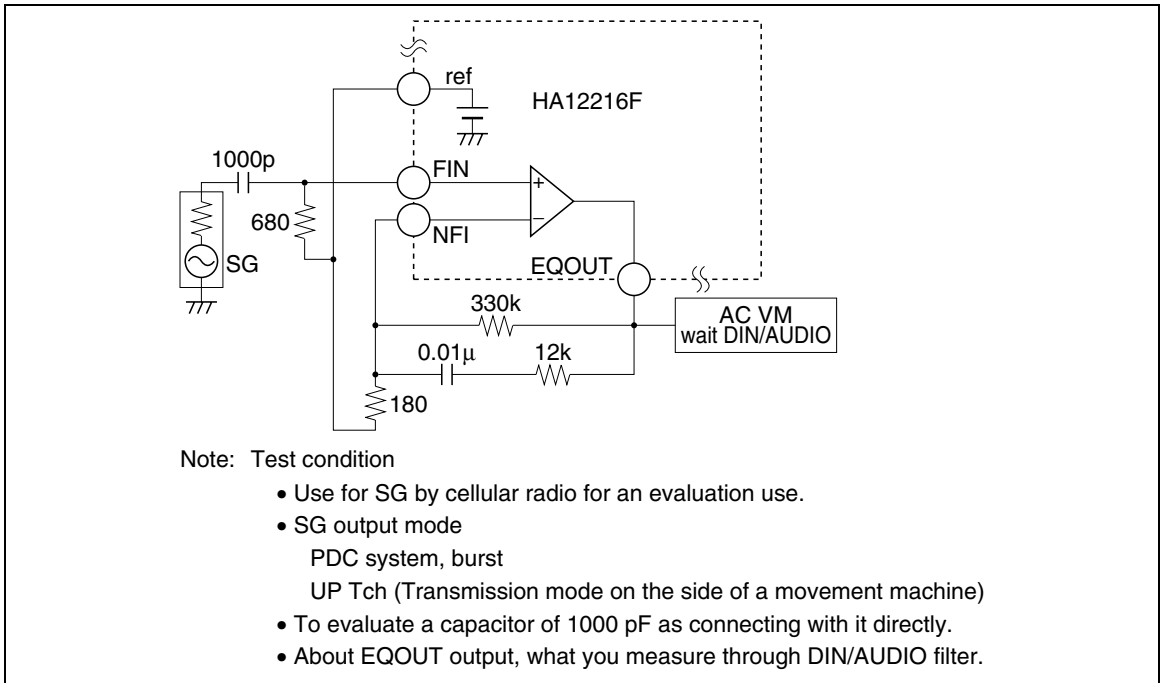 ref
HA12216F
1000p
FIN
680
NFI
SG
EQOUT
330k
AC VM
wait DIN/AUDIO
0.01μ
12k
180
Note: Test condition
• Use for SG by cellular radio for an evaluation use.
• SG output mode
PDC system, burst
UP Tch (Transmission mode on the side of a movement machine)
• To evaluate a capacitor of 1000 pF as connecting with it directly.
• About EQOUT output, what you measure through DIN/AUDIO filter.